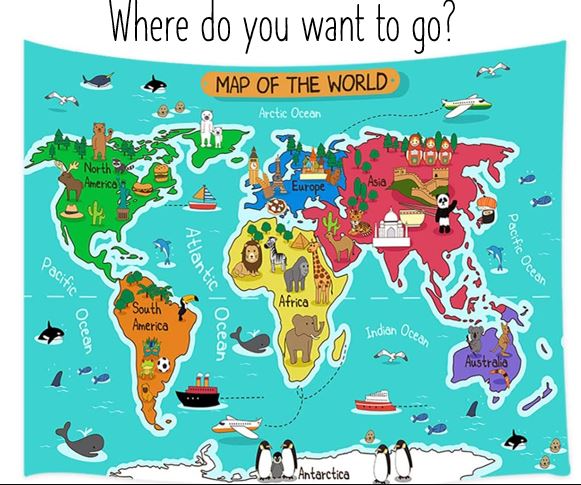 Where do you want to go?
MAP OF THE WORLD
Arctic Ocean
North
America
Europe
Asia
Pacific Ocean
Atlantic
Ocean
Pacific
Ocean
Africa
South
America
Indian Ocean
Australia
Antarctica